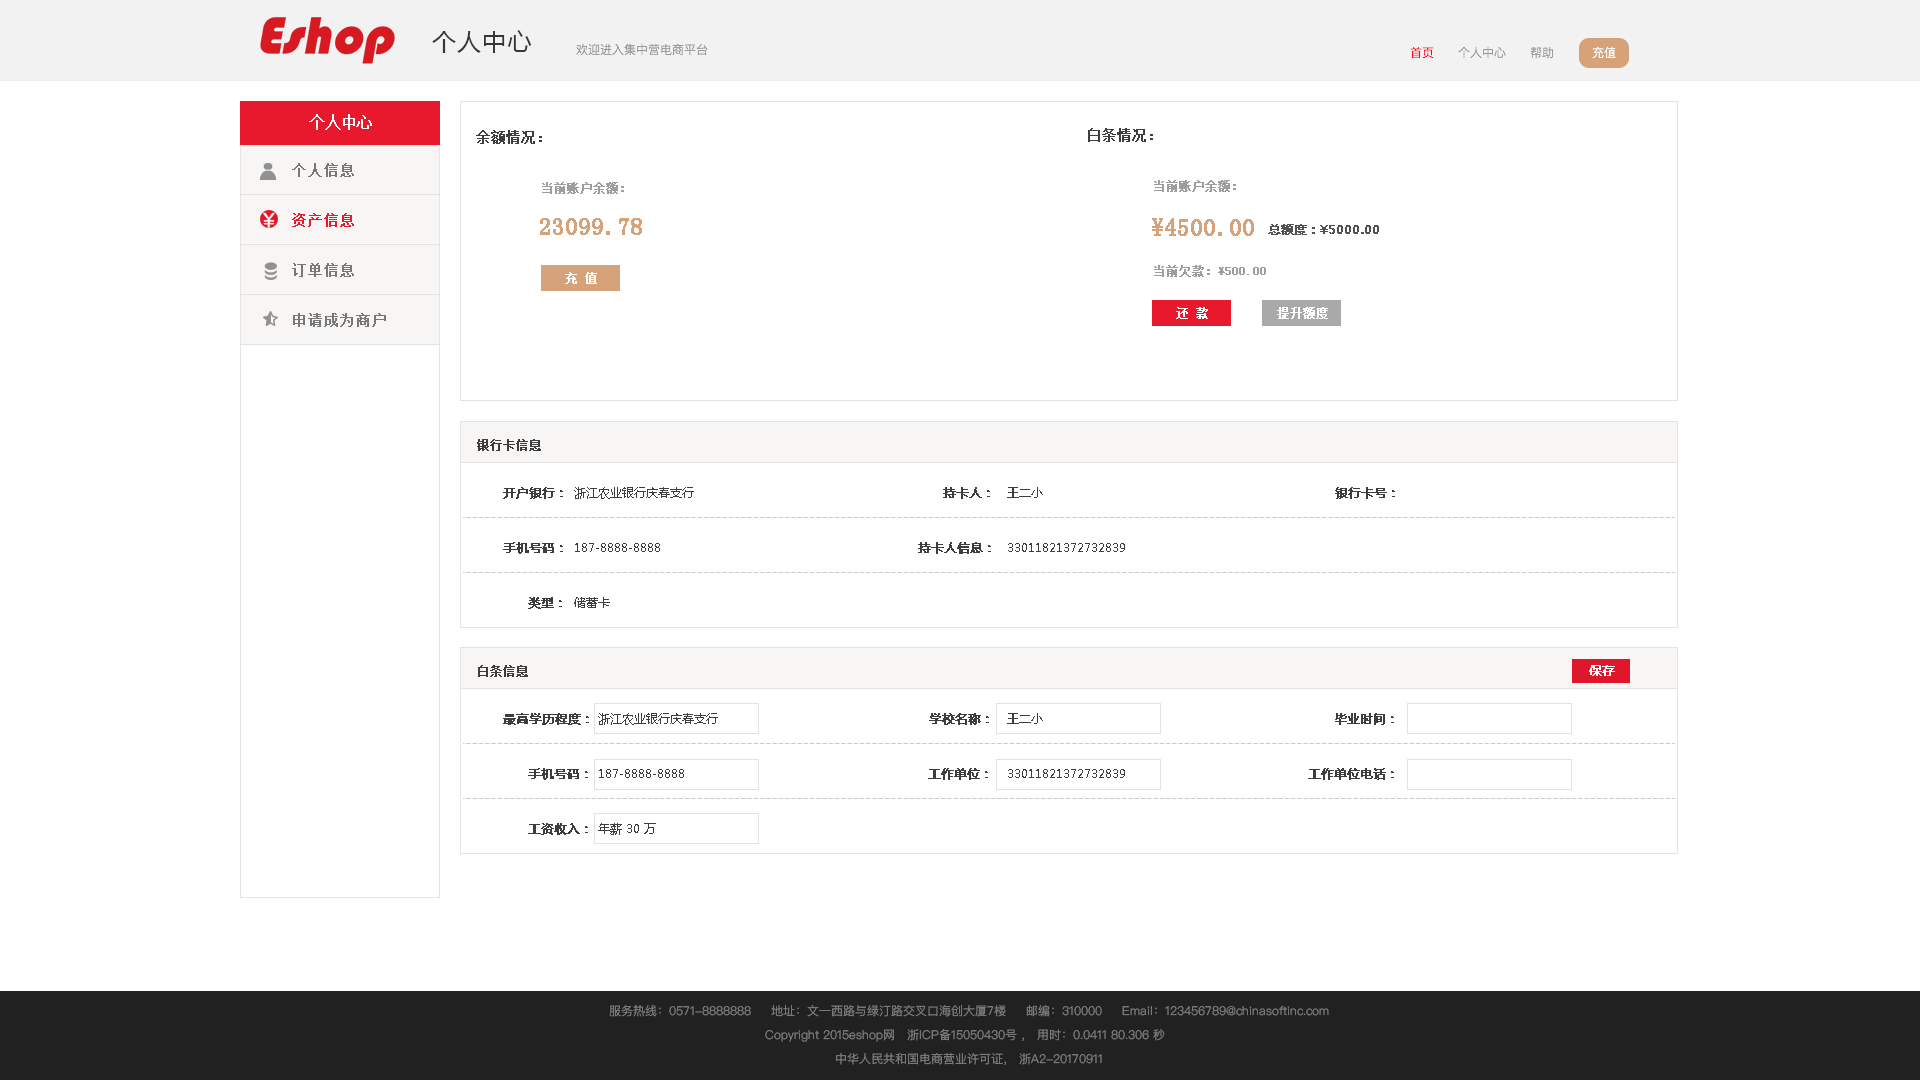 Eshop 个人中心 欢迎进入集中营电商平台 首页 个人中心 帮助 充值
个人中心
个人信息
资产信息
订单信息
申请成为商户
余额情况：
当前账户余额：
23099.78
充 值
白条情况：
当前账户余额：
¥4500.00 总额度：¥5000.00
当前欠款：¥500.00
还 款 提升额度
银行卡信息
开户银行： 浙江农业银行庆春支行 持卡人： 王二小 银行卡号：
手机号码： 187-8888-8888 持卡人信息： 33011821372732839
类型： 储蓄卡
白条信息 保存
最高学历程度： 浙江农业银行庆春支行 学校名称： 王二小 毕业时间：
手机号码： 187-8888-8888 工作单位： 33011821372732839 工作单位电话：
工资收入： 年薪 30 万
服务热线：0571-8888888 地址：文一西路与绿汀路交叉口海创大厦7楼 邮编：310000 Email：123456789@chinasoftinc.com
Copyright 2015eshop网 浙ICP备15050430号， 用时：0.0411 80.306 秒
中华人民共和国电商营业许可证， 浙A2-20170911